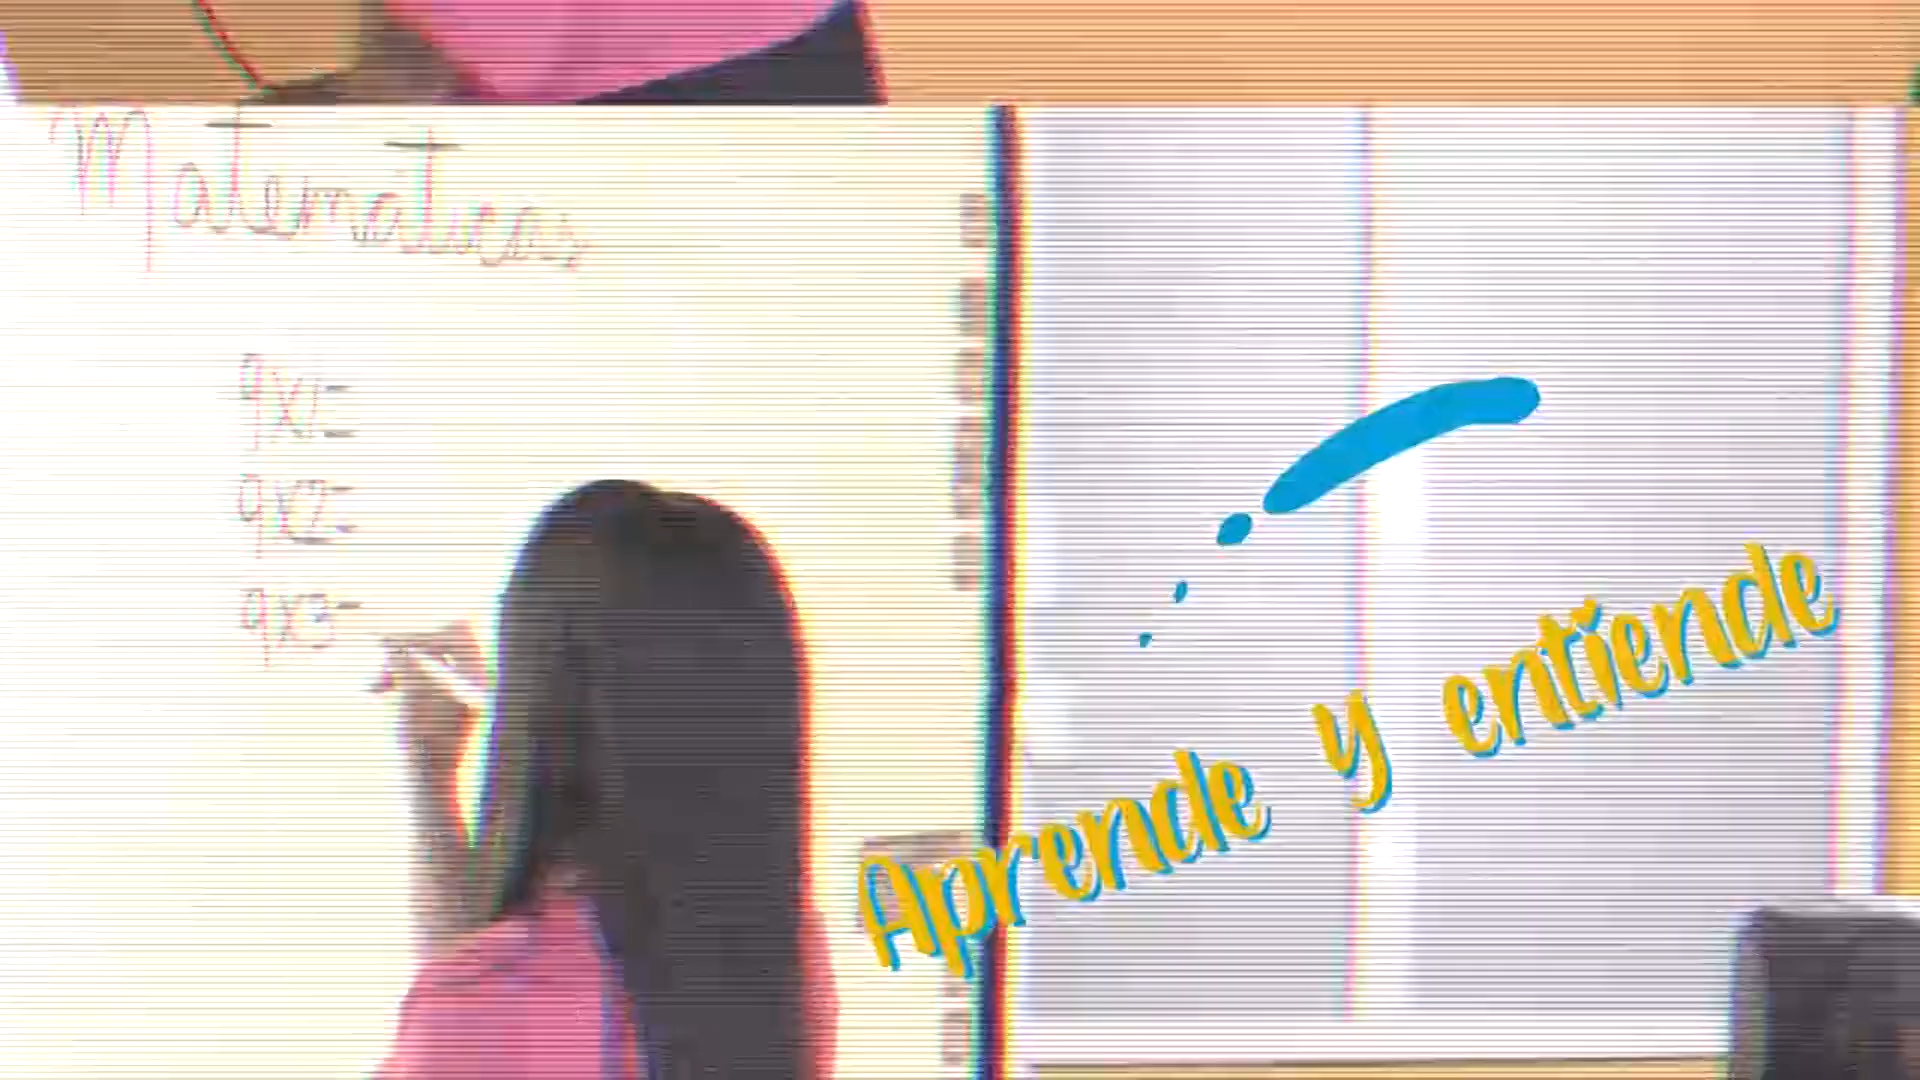 Matemáticas
9x1=
9x2=
9x3=
Aprende y entiende